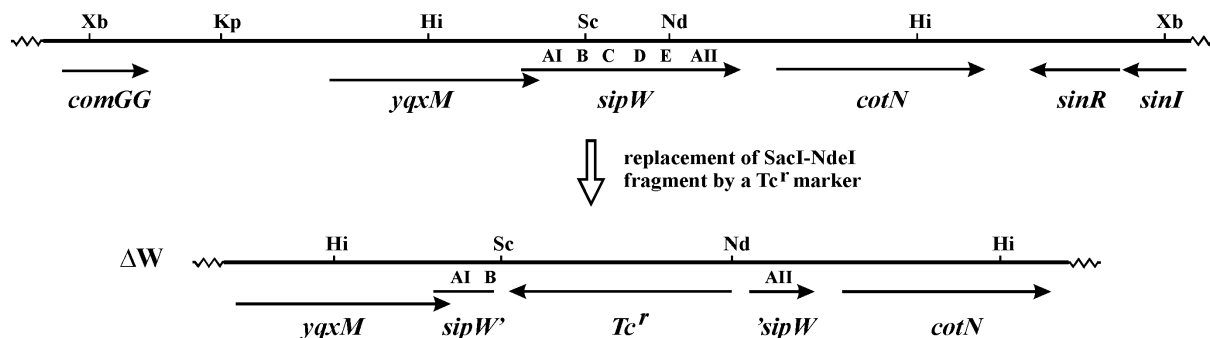 Xb Kp Hi Sc Nd Hi Xb
AI B C D E AII
comGG yqxM sipW cotN sinR sinI
replacement of SacI-NdeI
fragment by a Tcʳ marker
ΔW Hi Sc Nd Hi
AI B AII
yqxM sipW' Tcʳ 'sipW cotN